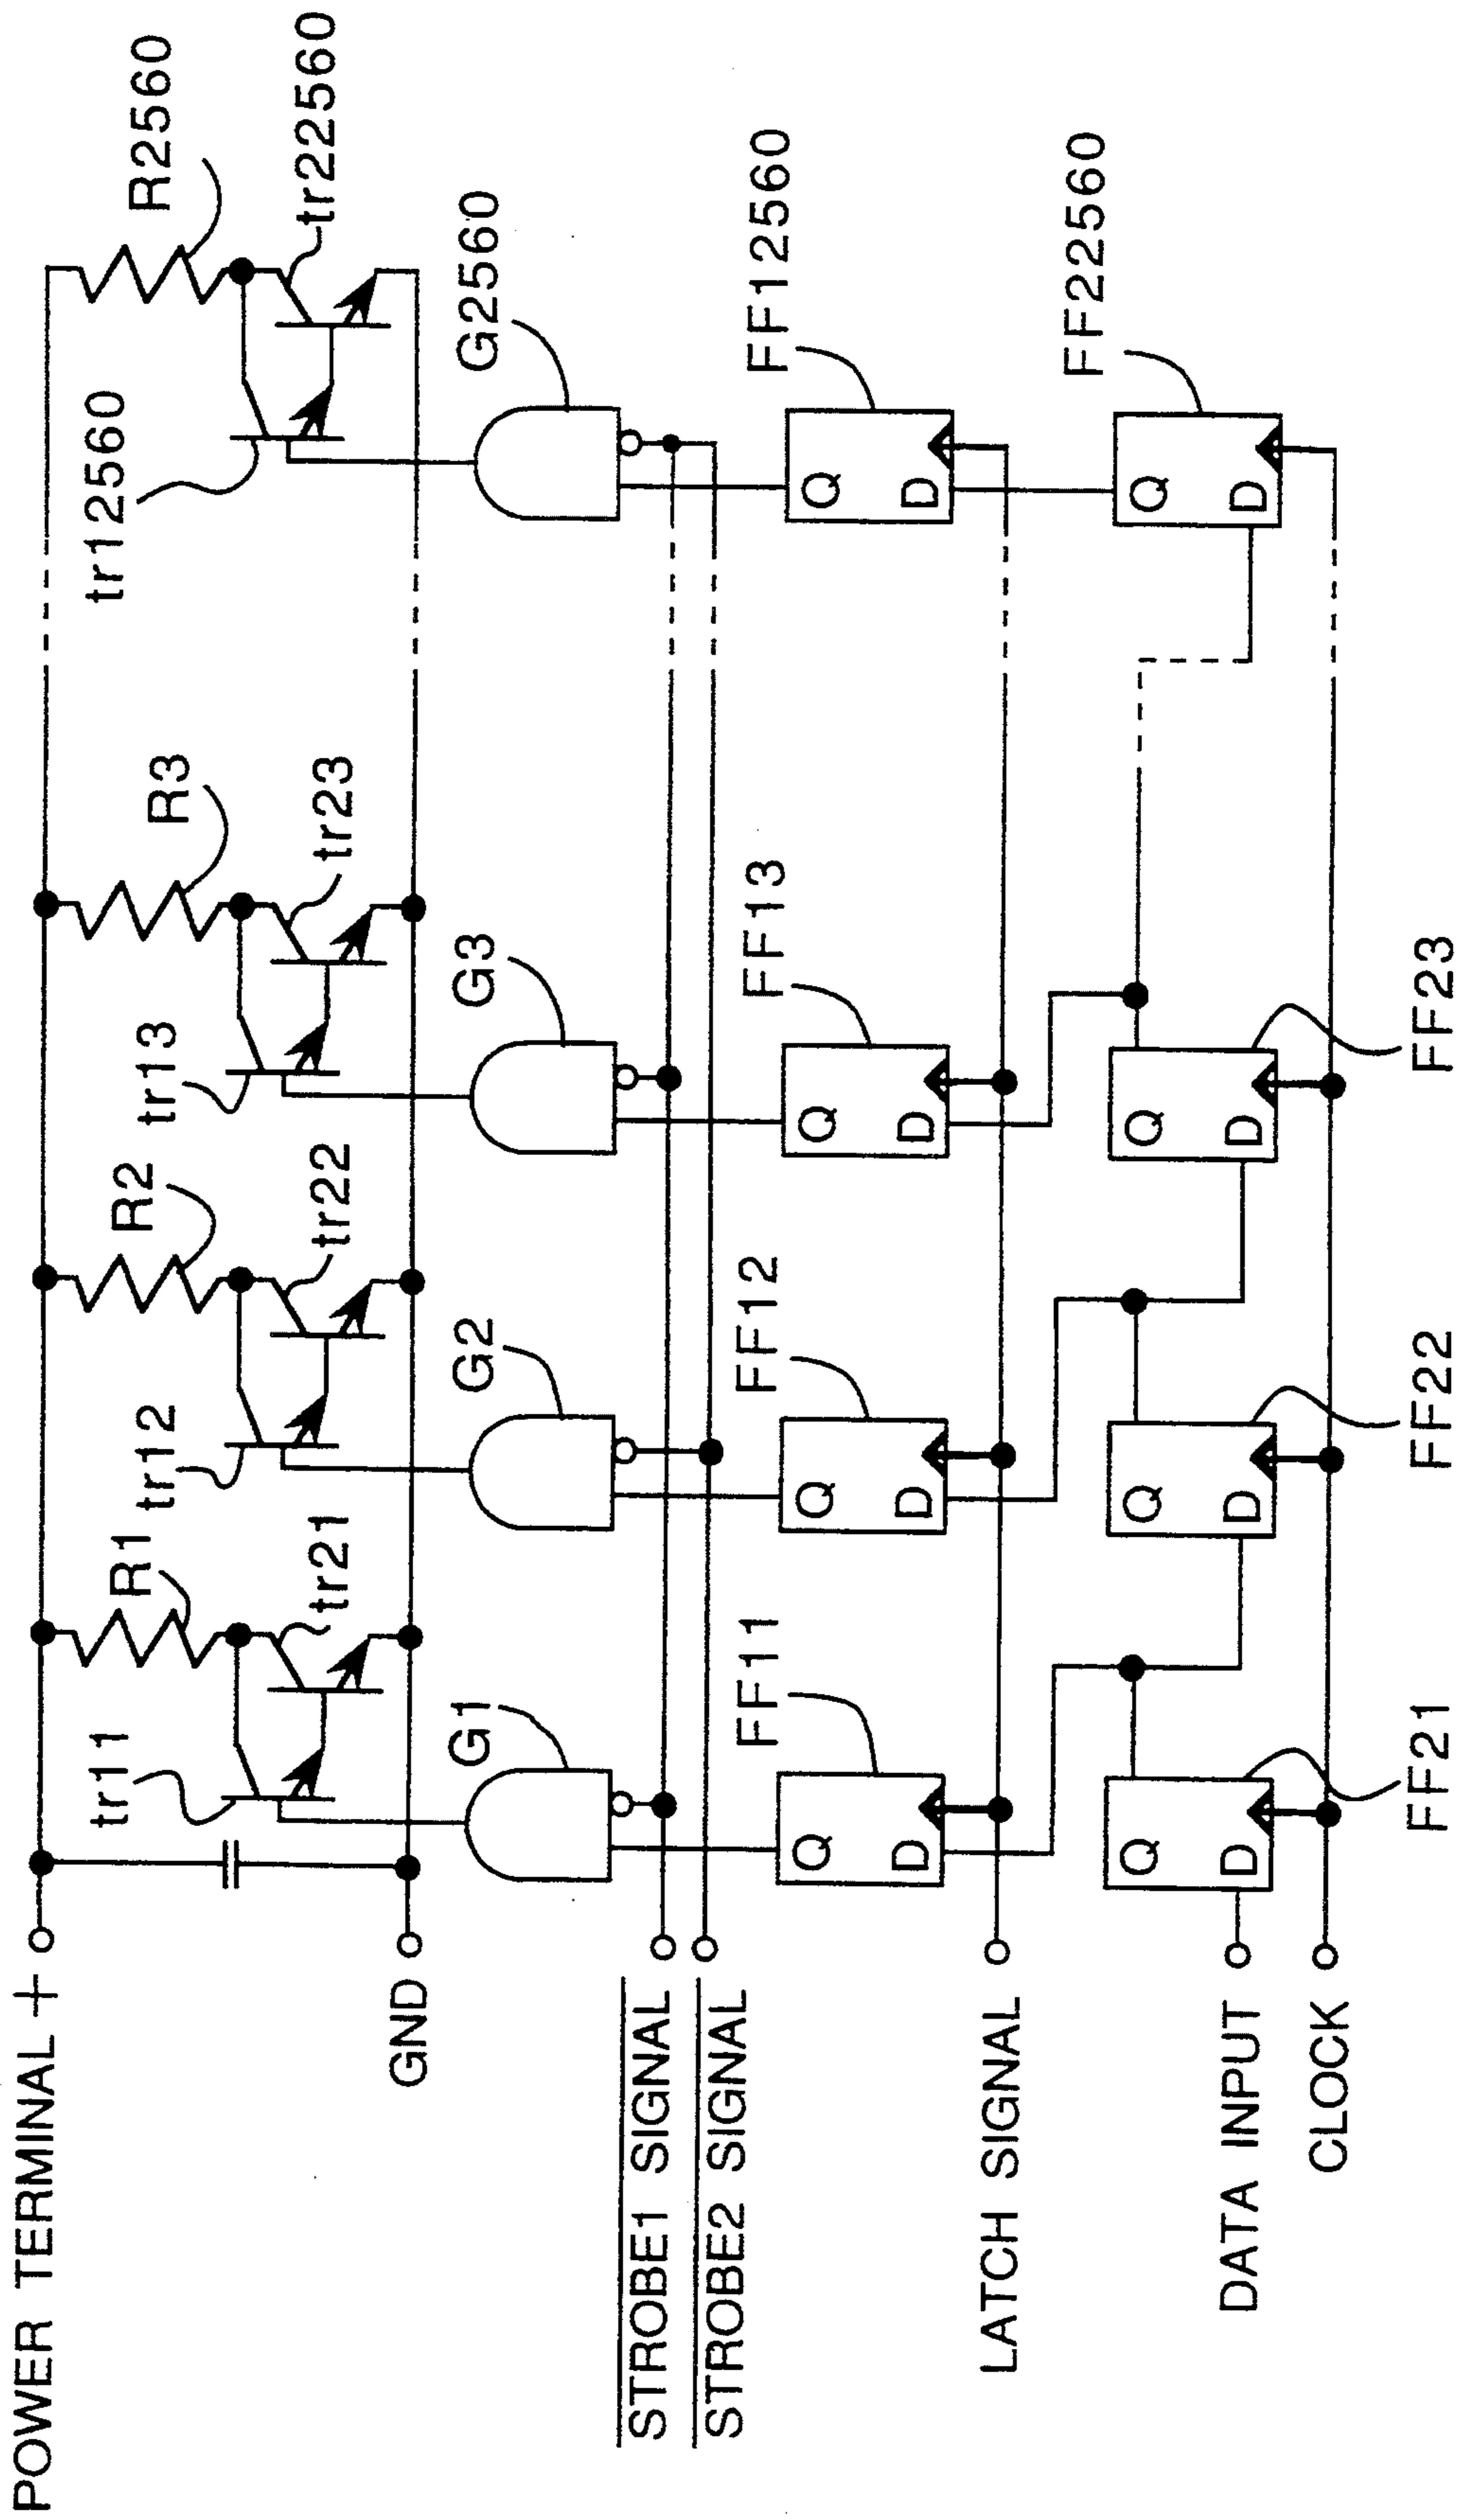 POWER TERMINAL +
GND
STROBE1 SIGNAL
STROBE2 SIGNAL
LATCH SIGNAL
DATA INPUT
CLOCK
tr11
R1
tr21
tr12
R2
tr22
tr13
R3
tr23
tr12560
R2560
tr22560
G1
G2
G3
G2560
FF11
FF12
FF13
FF12560
Q
D
Q
D
Q
D
Q
D
FF22560
Q
D
Q
D
Q
D
Q
D
FF21
FF22
FF23